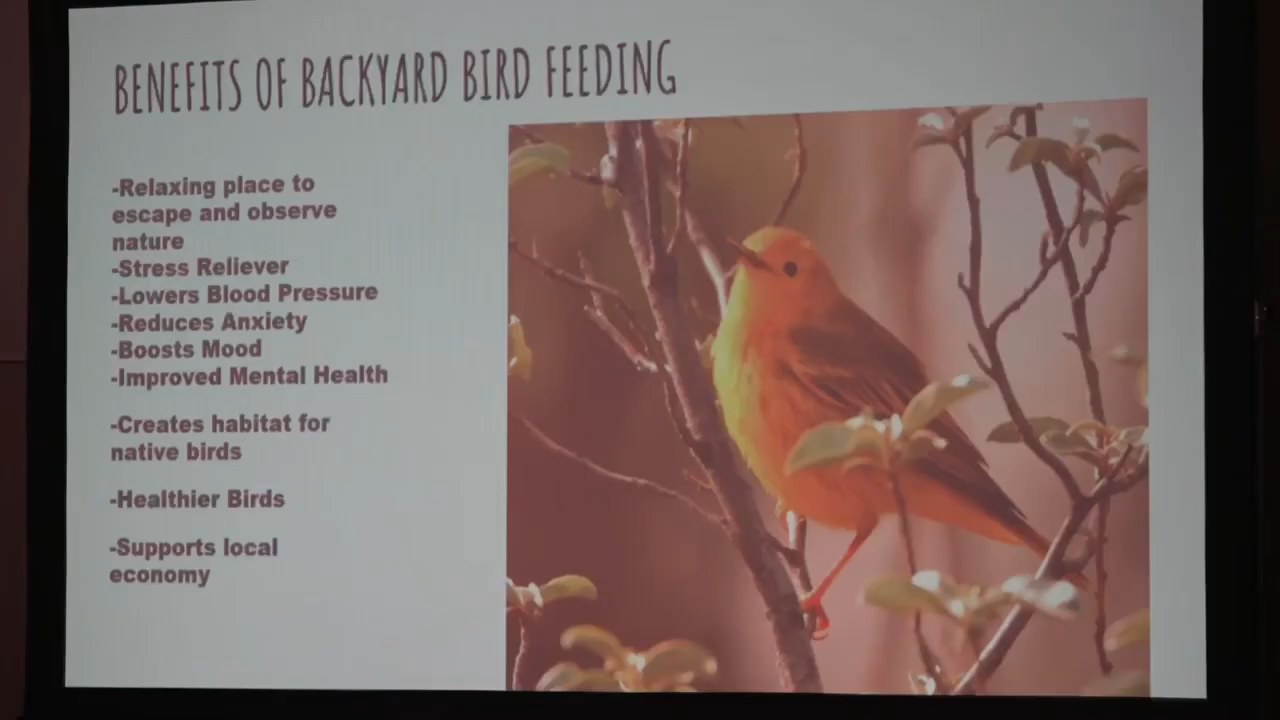 BENEFITS OF BACKYARD BIRD FEEDING
-Relaxing place to
escape and observe
nature
-Stress Reliever
-Lowers Blood Pressure
-Reduces Anxiety
-Boosts Mood
-Improved Mental Health
-Creates habitat for
native birds
-Healthier Birds
-Supports local
economy